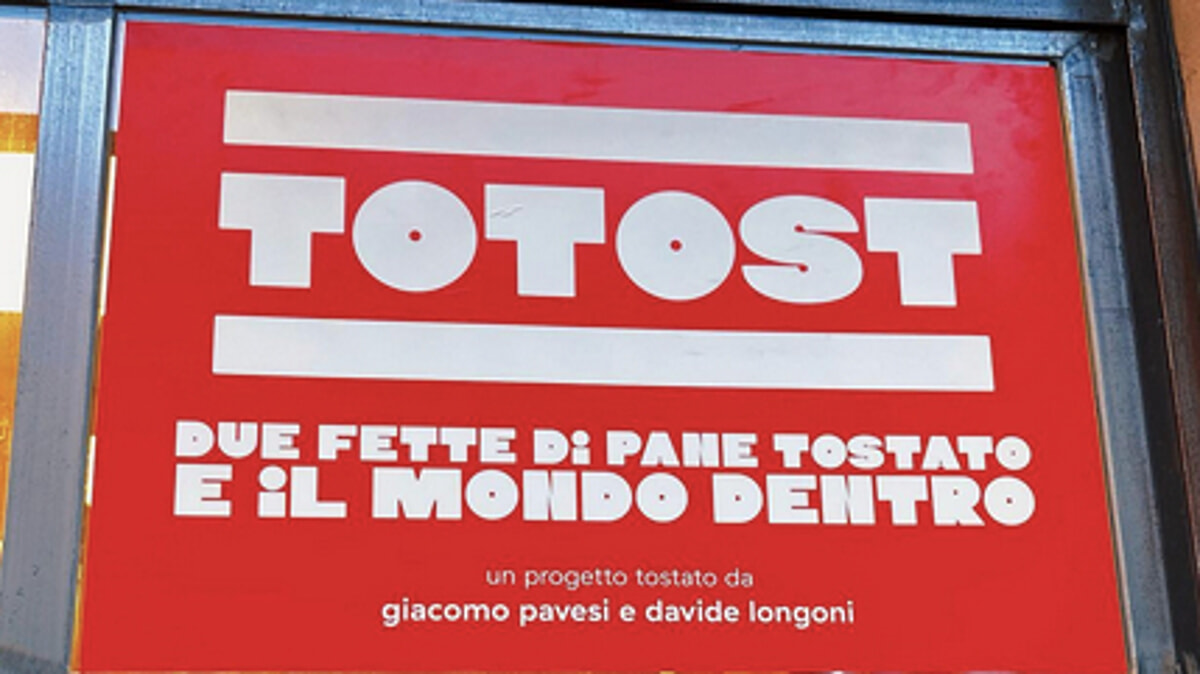 TOTOST
DUE FETTE Di PANE TOSTATO
E iL MONDO DENTRO
un progetto tostato da
giacomo pavesi e davide longoni